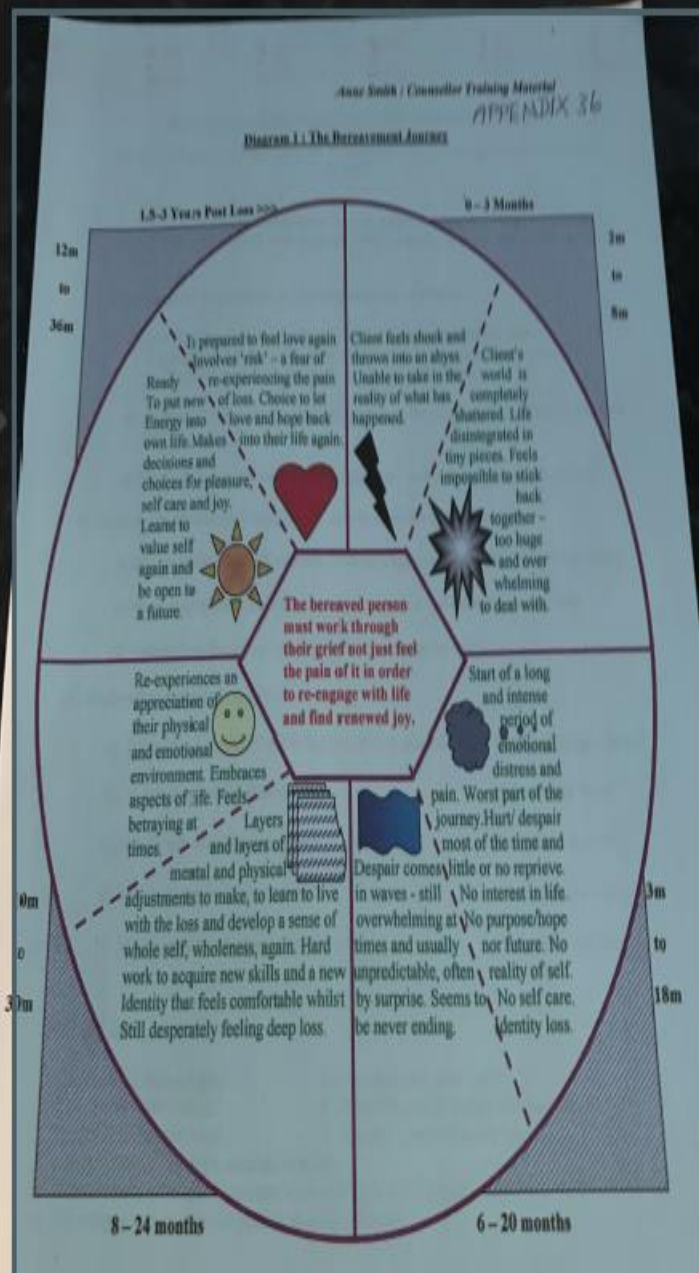 Anne Smith / Counsellor Training Material
APPENDIX 36
Diagram 1 : The Bereavement Journey
1.5-3 Years Post Loss >>>
0 – 3 Months
12m
to
36m
3m
to
8m
Client feels shock and
thrown into an abyss.
Unable to take in the
reality of what has
happened.
Client's
world is
completely
shattered. Life
disintegrated in
tiny pieces. Feels
impossible to stick
back
together –
too huge
and over
whelming
to deal with.
Start of a long
and intense
period of
emotional
distress and
pain. Worst part of the
journey.Hurt/ despair
most of the time and
little or no reprieve.
No interest in life.
No purpose/hope
nor future. No
reality of self.
No self care.
Identity loss.
3m
to
18m
Despair comes
in waves - still
overwhelming at
times and usually
unpredictable, often
by surprise. Seems to
be never ending.
6 – 20 months
Layers
and layers of
mental and physical
adjustments to make, to learn to live
with the loss and develop a sense of
whole self, wholeness, again. Hard
work to acquire new skills and a new
Identity that feels comfortable whilst
Still desperately feeling deep loss.
8 – 24 months
Re-experiences an
appreciation of
their physical
and emotional
environment. Embraces
aspects of life. Feels
betraying at
times.
0m
o
30m
Ready
To put new
Energy into
own life. Makes
decisions and
choices for pleasure,
self care and joy.
Learnt to
value self
again and
be open to
a future.
Is prepared to feel love again
Involves 'risk' – a fear of
re-experiencing the pain
of loss. Choice to let
love and hope back
into their life again.
The bereaved person
must work through
their grief not just feel
the pain of it in order
to re-engage with life
and find renewed joy.